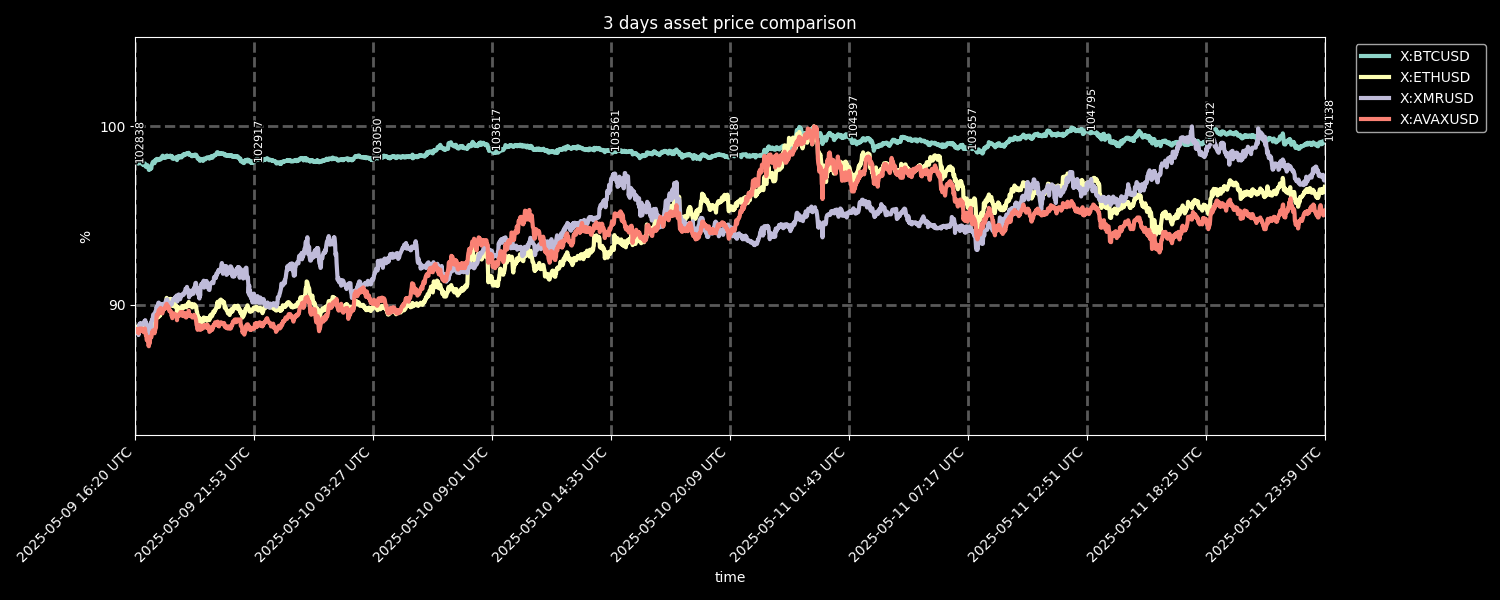 3 days asset price comparison
X:BTCUSD
X:ETHUSD
X:XMRUSD
X:AVAXUSD
100
90
%
102838
102917
103050
103617
103561
103180
104397
103657
104795
104012
104138
2025-05-09 16:20 UTC
2025-05-09 21:53 UTC
2025-05-10 03:27 UTC
2025-05-10 09:01 UTC
2025-05-10 14:35 UTC
2025-05-10 20:09 UTC
2025-05-11 01:43 UTC
2025-05-11 07:17 UTC
2025-05-11 12:51 UTC
2025-05-11 18:25 UTC
2025-05-11 23:59 UTC
time